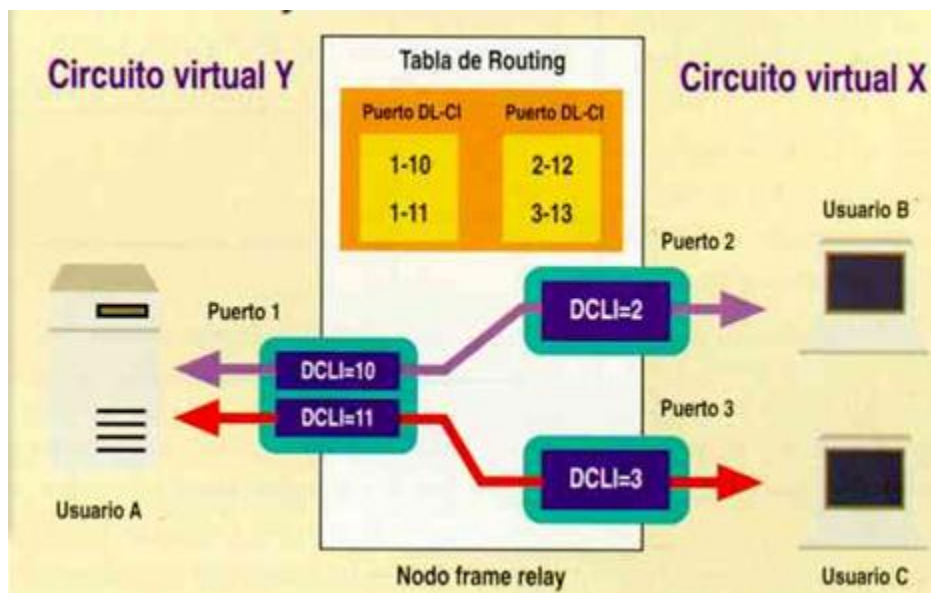 Circuito virtual Y
Tabla de Routing
Circuito virtual X
Puerto DL-CI
Puerto DL-CI
1-10
2-12
1-11
3-13
Usuario B
Puerto 2
Puerto 1
DCLI=2
DCLI=10
DCLI=11
Puerto 3
DCLI=3
Usuario A
Nodo frame relay
Usuario C